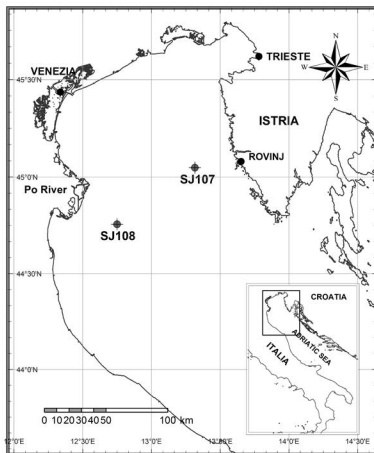 N
W E
S
TRIESTE
VENEZIA
45°30'N
ISTRIA
ROVINJ
45°0'N
SJ107
Po River
SJ108
44°30'N
CROATIA
ADRIATIC SEA
ITALIA
44°0'N
0 10 20 30 40 50 100 km
12°0'E 12°30'E 13°0'E 13°30'E 14°0'E 14°30'E